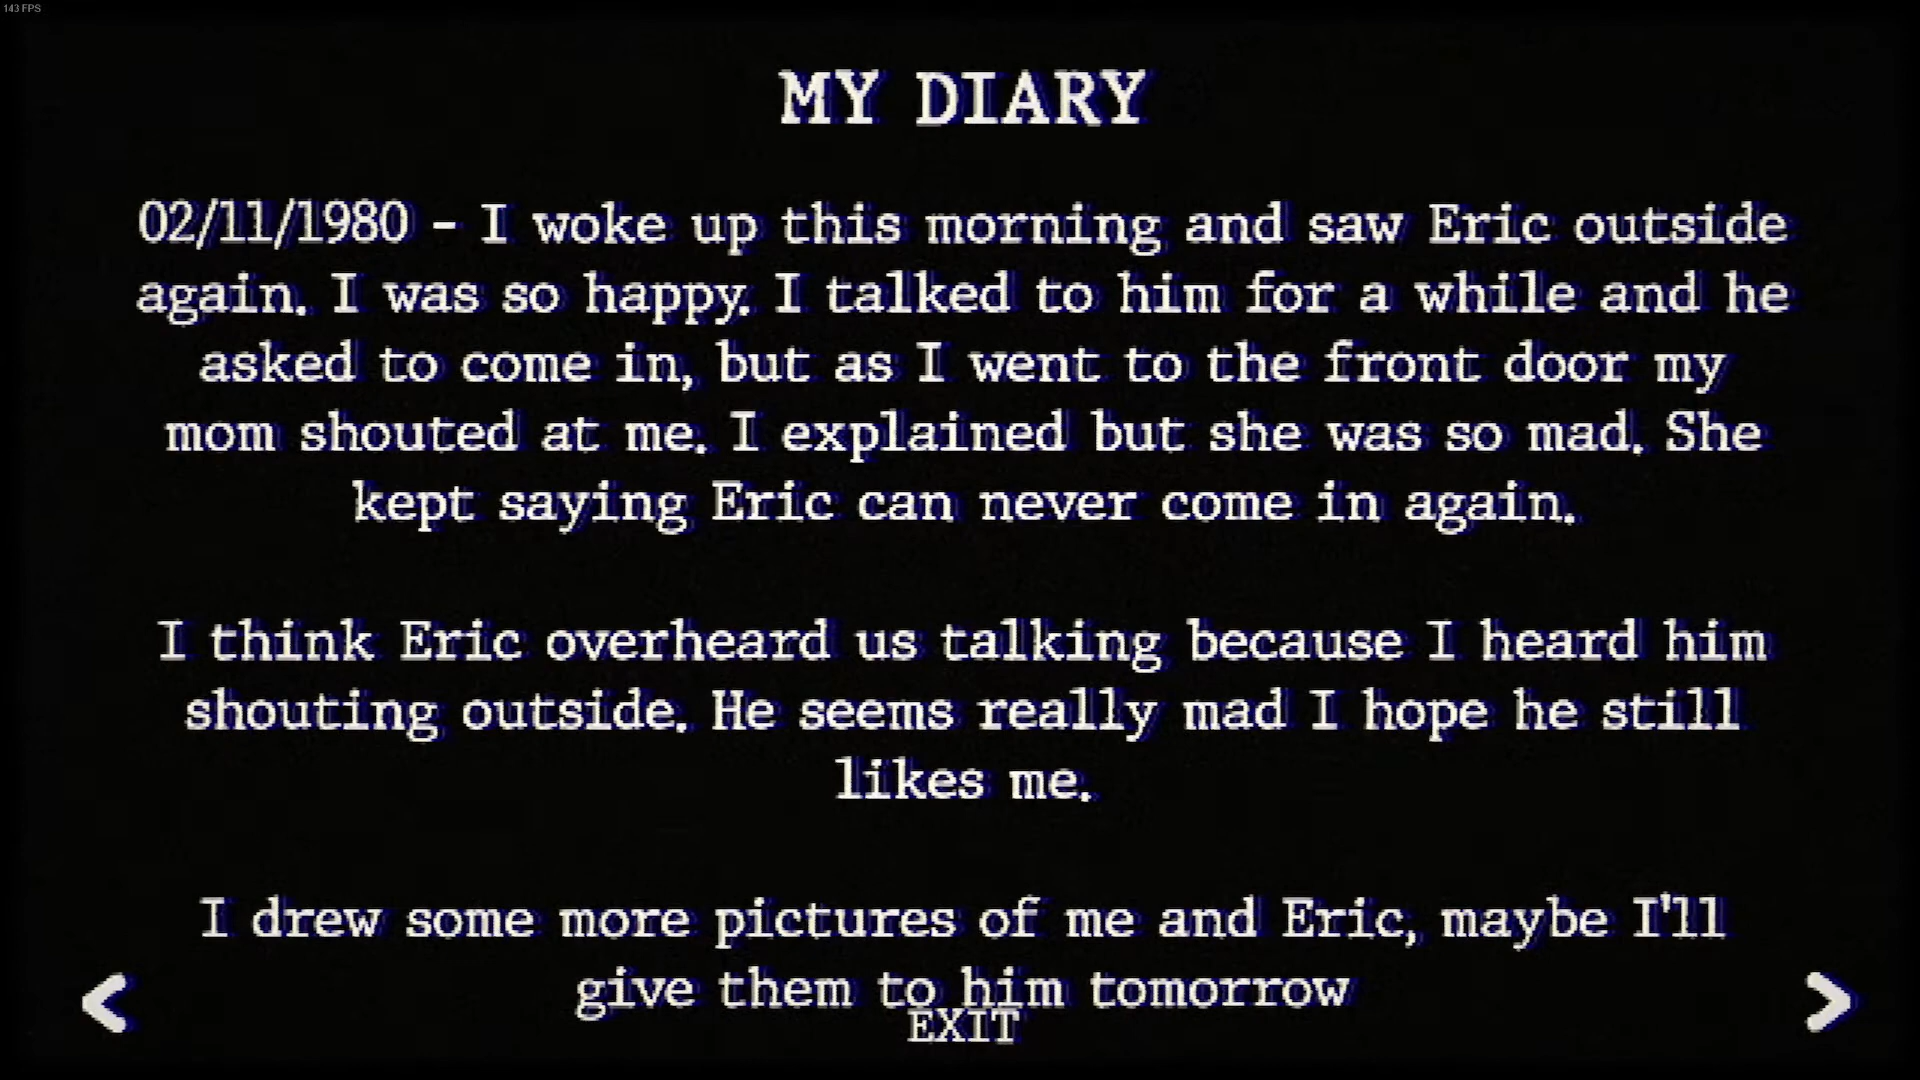 143 FPS
MY DIARY
02/11/1980 - I woke up this morning and saw Eric outside
again. I was so happy. I talked to him for a while and he
asked to come in, but as I went to the front door my
mom shouted at me. I explained but she was so mad. She
kept saying Eric can never come in again.
I think Eric overheard us talking because I heard him
shouting outside. He seems really mad I hope he still
likes me.
I drew some more pictures of me and Eric, maybe I'll
give them to him tomorrow
< EXIT >